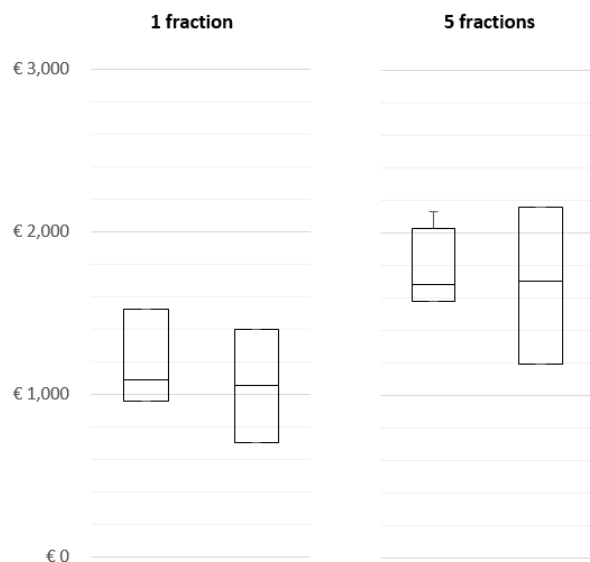 1 fraction
5 fractions
€ 3,000
€ 2,000
€ 1,000
€ 0